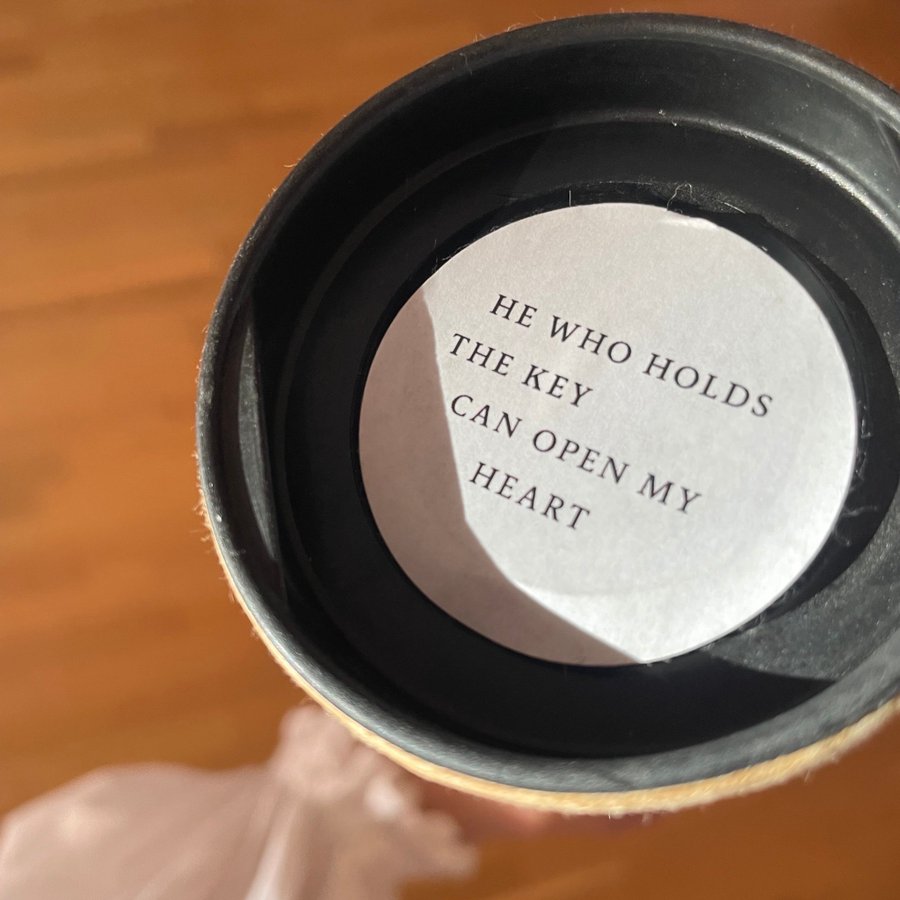 HE WHO HOLDS
THE KEY
CAN OPEN MY
HEART